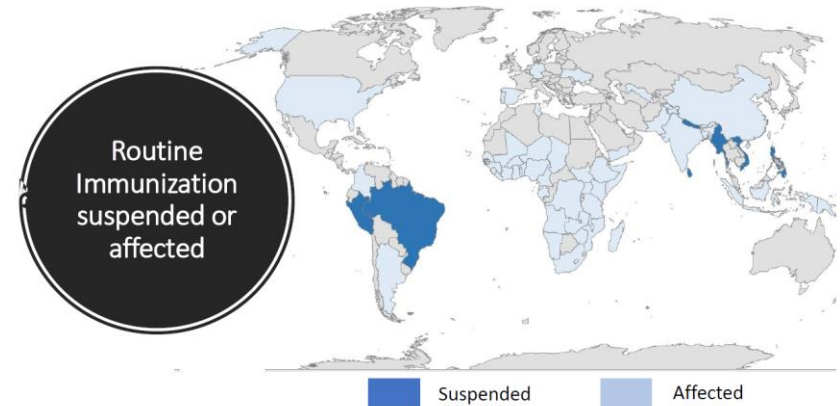 Routine
Immunization
suspended or
affected
Suspended
Affected